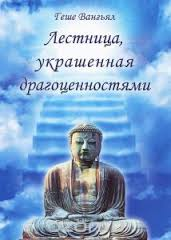 Геше Вангьял
Лестница,
украшенная
драгоценностями